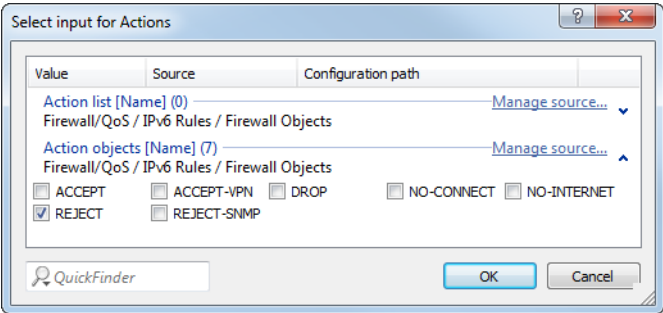 Select input for Actions
?
Value Source Configuration path
Action list [Name] (0) Manage source...
Firewall/QoS / IPv6 Rules / Firewall Objects
Action objects [Name] (7) Manage source...
Firewall/QoS / IPv6 Rules / Firewall Objects
ACCEPT ACCEPT-VPN DROP NO-CONNECT NO-INTERNET
REJECT REJECT-SNMP
QuickFinder OK Cancel